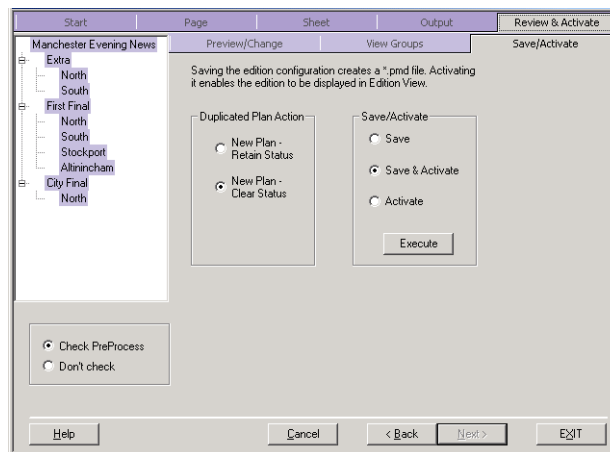 Start
Page
Sheet
Output
Review & Activate
Preview/Change
View Groups
Save/Activate
Manchester Evening News
Extra
North
South
First Final
North
South
Stockport
Altinincham
City Final
North
Saving the edition configuration creates a *.pmd file. Activating
it enables the edition to be displayed in Edition View.
Duplicated Plan Action
New Plan -
Retain Status
New Plan -
Clear Status
Save/Activate
Save
Save & Activate
Activate
Execute
Check PreProcess
Don't check
Help
Cancel
< Back
Next >
EXIT